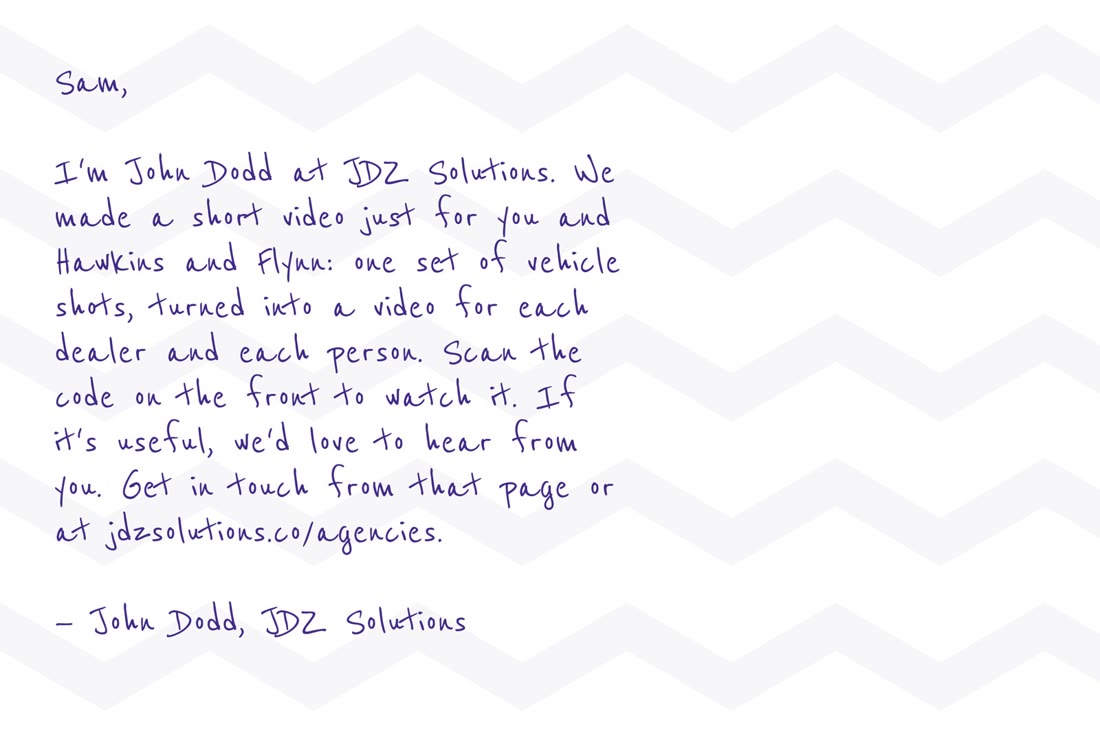 Sam,
I'm John Dodd at JDZ Solutions. We
made a short video just for you and
Hawkins and Flynn: one set of vehicle
shots, turned into a video for each
dealer and each person. Scan the
code on the front to watch it. If
it's useful, we'd love to hear from
you. Get in touch from that page or
at jdzsolutions.co/agencies.
– John Dodd, JDZ Solutions